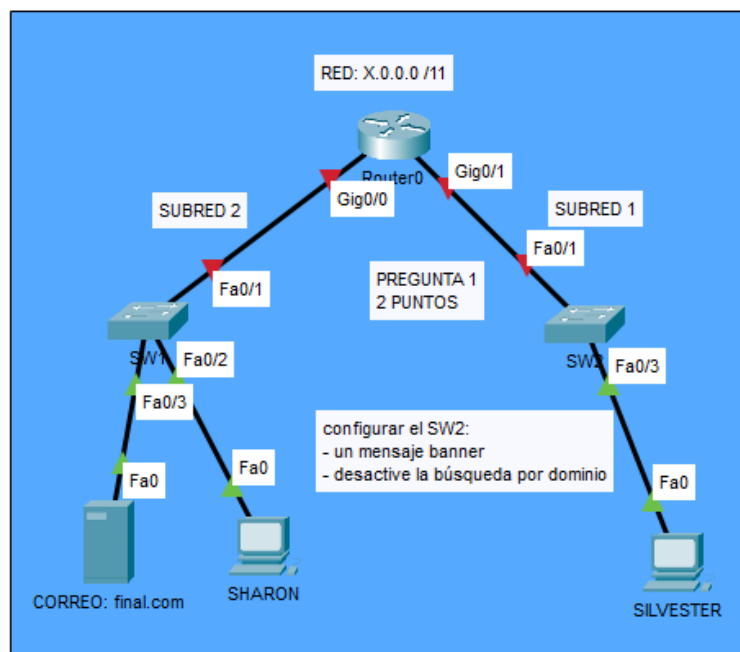 RED: X.0.0.0 /11
Router0
Gig0/0
Gig0/1
SUBRED 2
SUBRED 1
Fa0/1
Fa0/1
PREGUNTA 1
2 PUNTOS
SW1
SW2
Fa0/2
Fa0/3
Fa0/3
configurar el SW2:
- un mensaje banner
- desactive la búsqueda por dominio
Fa0
Fa0
Fa0
CORREO: final.com
SHARON
SILVESTER